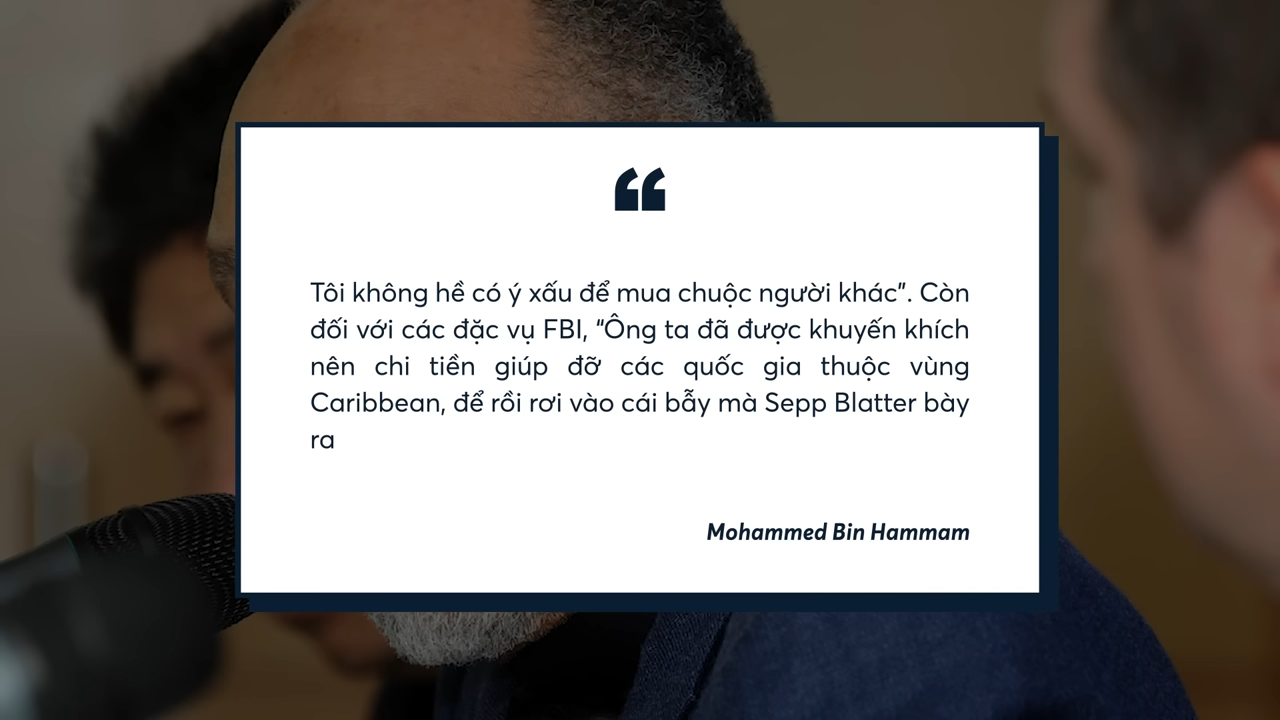 “
Tôi không hề có ý xấu để mua chuộc người khác”. Còn
đối với các đặc vụ FBI, “Ông ta đã được khuyến khích
nên chi tiền giúp đỡ các quốc gia thuộc vùng
Caribbean, để rồi rơi vào cái bẫy mà Sepp Blatter bày
ra
Mohammed Bin Hammam